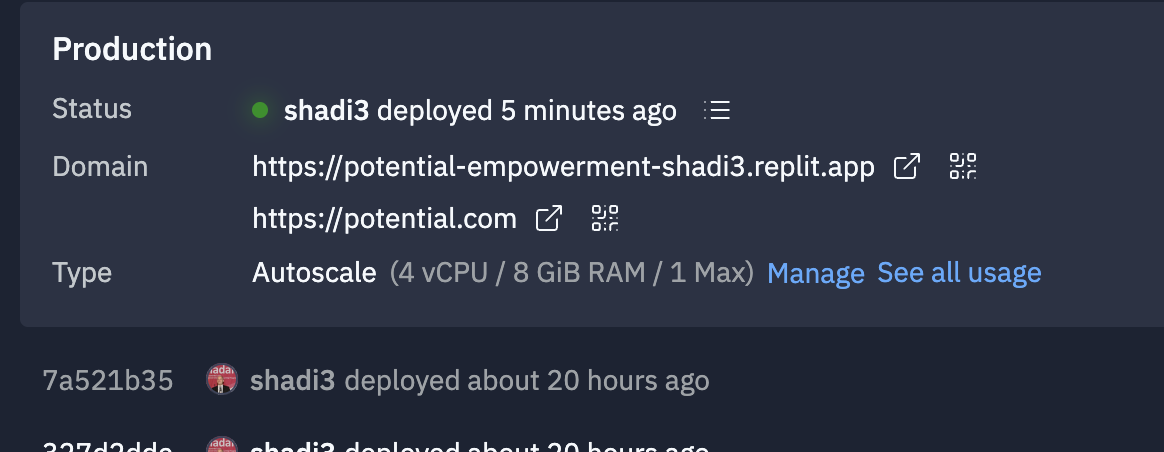 Production
Status shadi3 deployed 5 minutes ago
Domain https://potential-empowerment-shadi3.replit.app
https://potential.com
Type Autoscale (4 vCPU / 8 GiB RAM / 1 Max) Manage See all usage
7a521b35 shadi3 deployed about 20 hours ago
shadi3 deployed about 20 hours ago